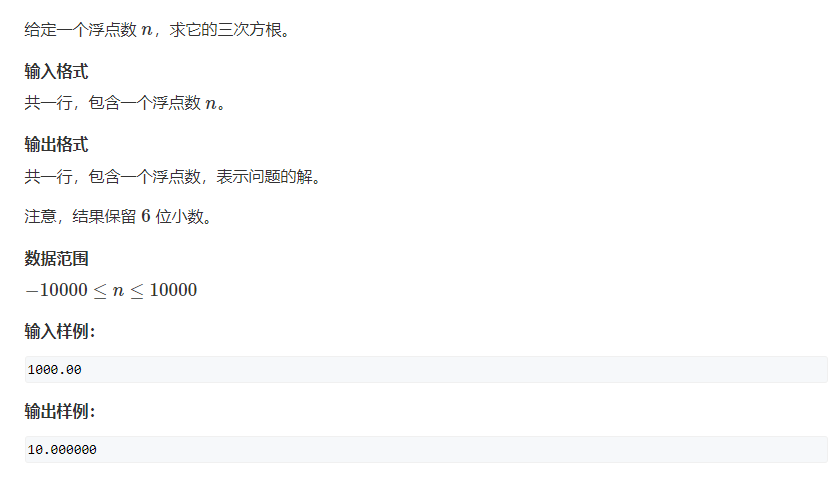 给定一个浮点数 n，求它的三次方根。
输入格式
共一行，包含一个浮点数 n。
输出格式
共一行，包含一个浮点数，表示问题的解。
注意，结果保留 6 位小数。
数据范围
−10000 ≤ n ≤ 10000
输入样例：
1000.00
输出样例：
10.000000